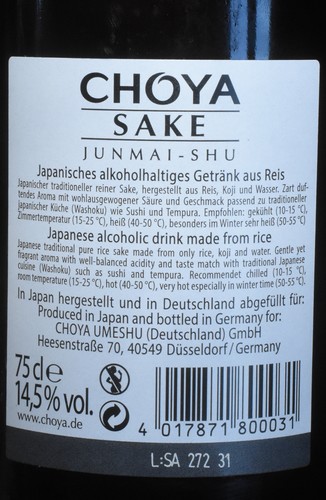 CHOYA
SAKE
JUNMAI-SHU
Japanisches alkoholhaltiges Getränk aus Reis
Japanischer traditioneller reiner Sake, hergestellt aus Reis, Koji und Wasser. Zart duf-
tendes Aroma mit wohlausgewogener Säure und Geschmack passend zu traditioneller
japanischer Küche (Washoku) wie Sushi und Tempura. Empfohlen: gekühlt (10-15 °C),
Zimmertemperatur (15-25 °C), heiß (40-50 °C), besonders im Winter sehr heiß (50-55 °C)
Japanese alcoholic drink made from rice
Japanese traditional pure rice sake made from only rice, koji and water. Gentle yet
fragrant aroma with well-balanced acidity and taste match with traditional Japanese
cuisine (Washoku) such as sushi and tempura. Recommendet chilled (10-15 °C),
room temperature (15-25 °C), hot (40-50 °C), very hot especially in winter time (50-55 °C).
In Japan hergestellt und in Deutschland abgefüllt für:
Produced in Japan and bottled in Germany for:
CHOYA UMESHU (Deutschland) GmbH
Heesenstraße 70, 40549 Düsseldorf/Germany
75 cl e
14,5% vol.
www.choya.de
4 017871 800031
L:SA 272 31